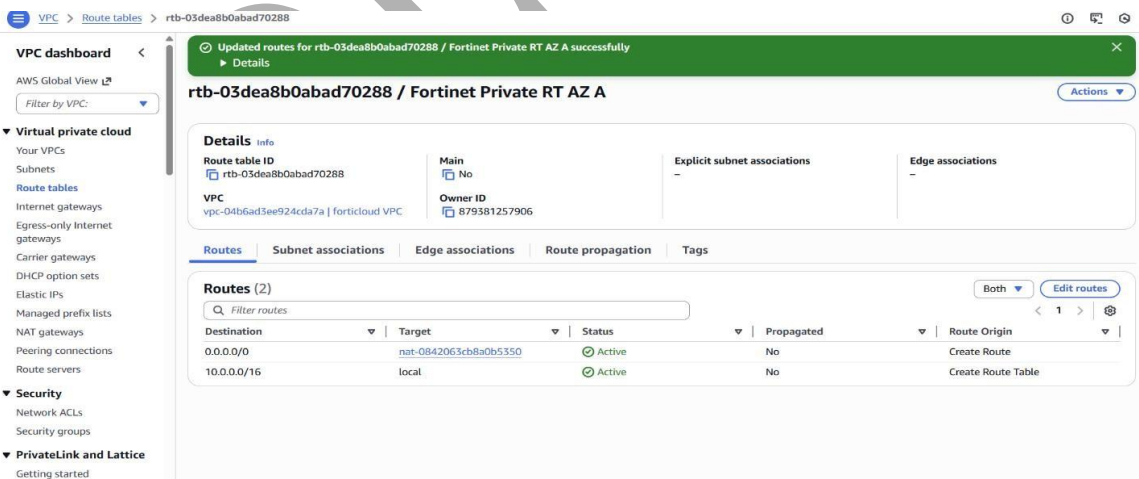 VPC > Route tables > rtb-03dea8b0abad70288
VPC dashboard <
AWS Global View
Filter by VPC:
Virtual private cloud
Your VPCs
Subnets
Route tables
Internet gateways
Egress-only Internet
gateways
Carrier gateways
DHCP option sets
Elastic IPs
Managed prefix lists
NAT gateways
Peering connections
Route servers
Security
Network ACLs
Security groups
PrivateLink and Lattice
Getting started
Updated routes for rtb-03dea8b0abad70288 / Fortinet Private RT AZ A successfully
Details
rtb-03dea8b0abad70288 / Fortinet Private RT AZ A
Actions
Details Info
Route table ID
rtb-03dea8b0abad70288
Main
No
Explicit subnet associations
–
Edge associations
–
VPC
vpc-04b6ad3ee924cda7a | forticloud VPC
Owner ID
879381257906
Routes Subnet associations Edge associations Route propagation Tags
Routes (2)
Both Edit routes
Filter routes
< 1 >
Destination Target Status Propagated Route Origin
0.0.0.0/0 nat-0842063cb8a0b5350 Active No Create Route
10.0.0.0/16 local Active No Create Route Table